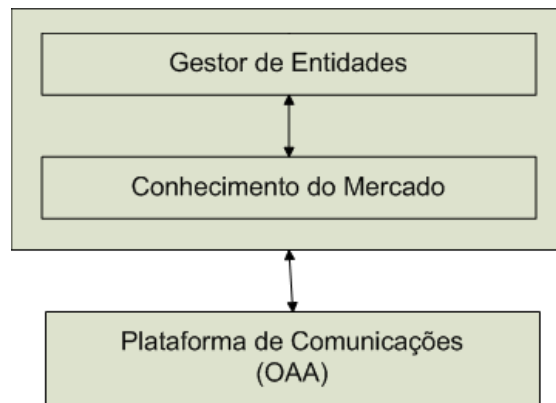 Gestor de Entidades
Conhecimento do Mercado
Plataforma de Comunicações
(OAA)